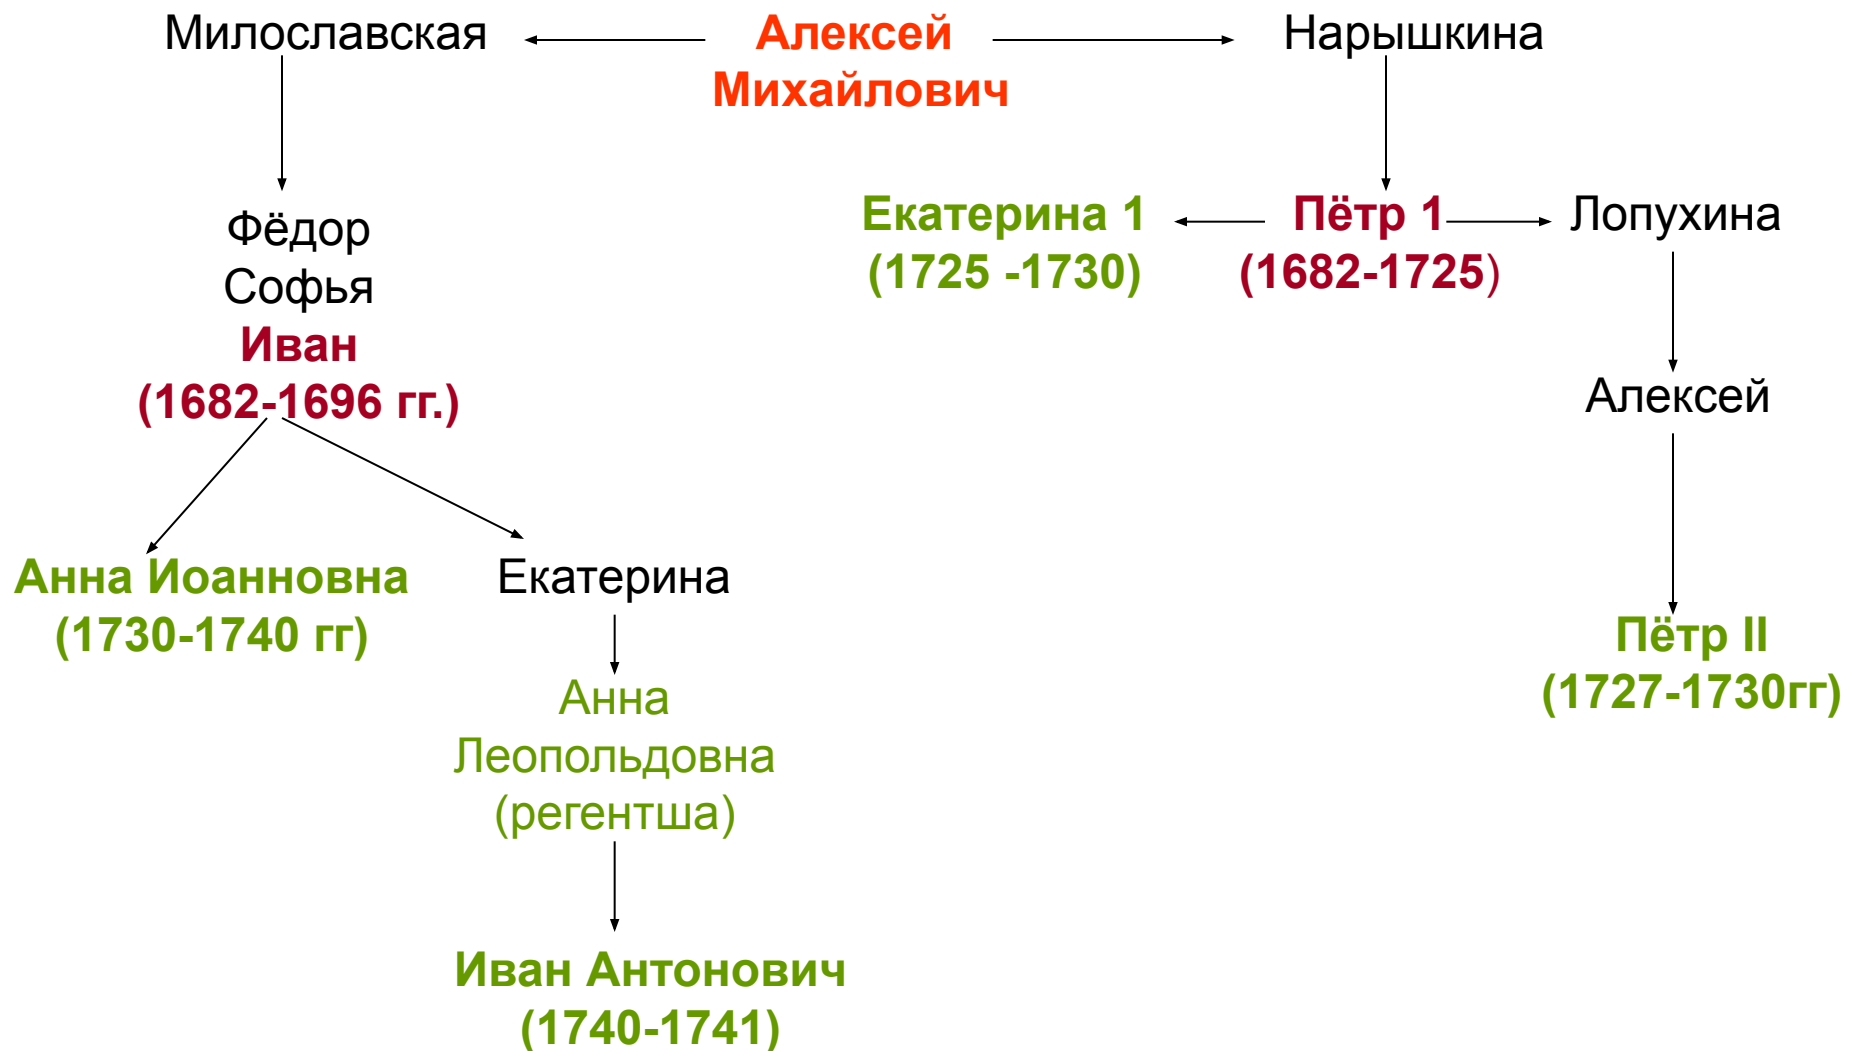 Милославская
Алексей
Михайлович
Нарышкина
Фёдор
Софья
Иван
(1682-1696 гг.)
Екатерина 1
(1725 -1730)
Пётр 1
(1682-1725)
Лопухина
Алексей
Анна Иоанновна
(1730-1740 гг)
Екатерина
Анна
Леопольдовна
(регентша)
Иван Антонович
(1740-1741)
Пётр II
(1727-1730гг)